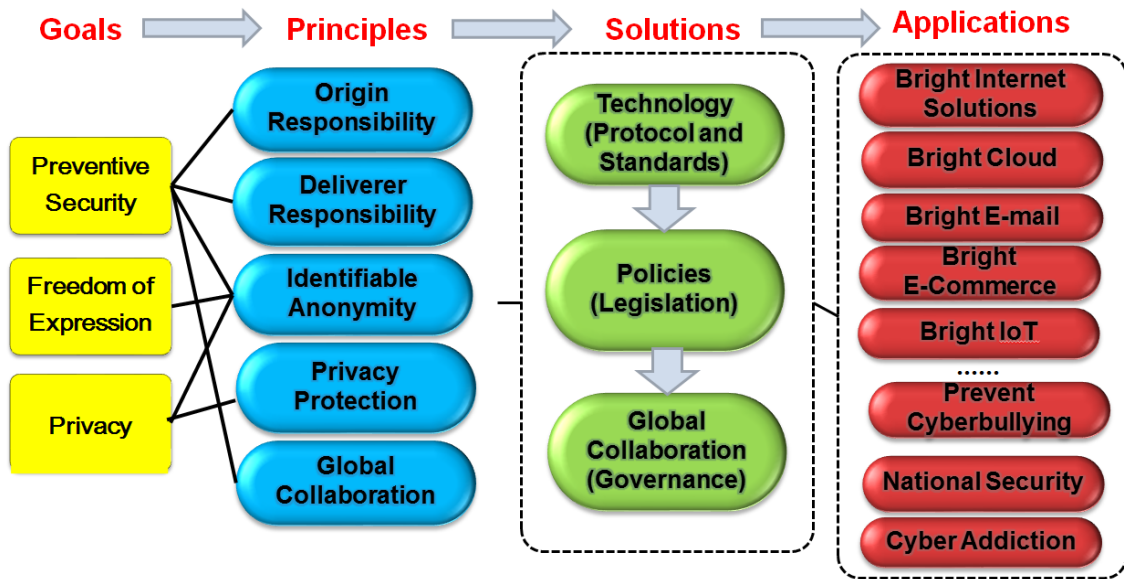 Goals
Principles
Solutions
Applications
Preventive
Security
Freedom of
Expression
Privacy
Origin
Responsibility
Deliverer
Responsibility
Identifiable
Anonymity
Privacy
Protection
Global
Collaboration
Technology
(Protocol and
Standards)
Policies
(Legislation)
Global
Collaboration
(Governance)
Bright Internet
Solutions
Bright Cloud
Bright E-mail
Bright
E-Commerce
Bright IoT
......
Prevent
Cyberbullying
National Security
Cyber Addiction